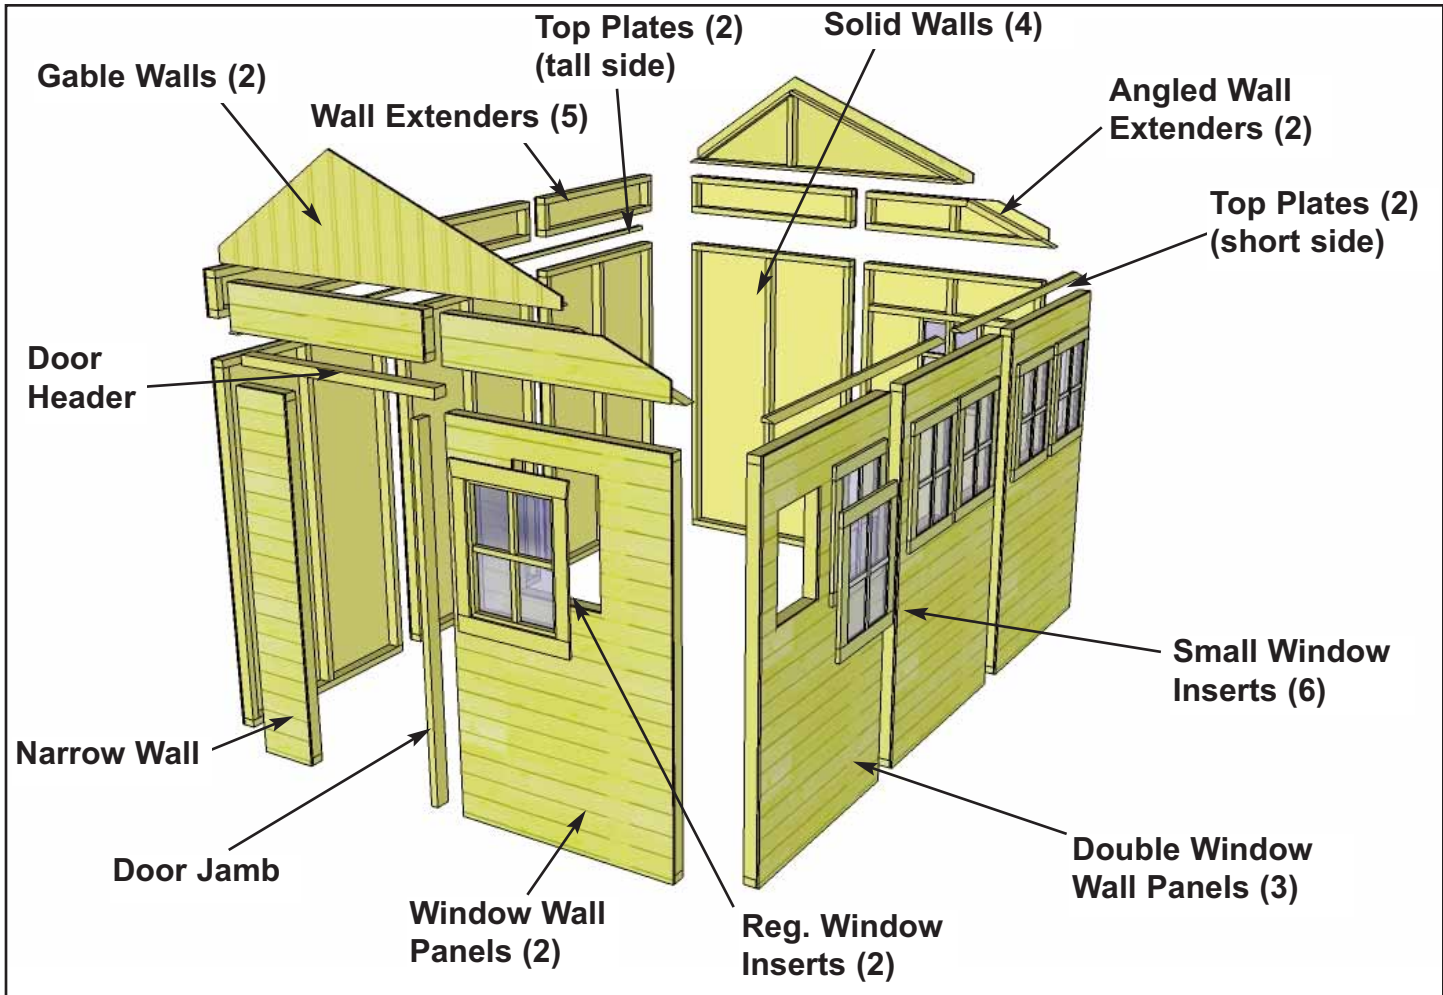 Top Plates (2)
(tall side)
Solid Walls (4)
Gable Walls (2)
Wall Extenders (5)
Angled Wall
Extenders (2)
Top Plates (2)
(short side)
Door
Header
Small Window
Inserts (6)
Narrow Wall
Door Jamb
Window Wall
Panels (2)
Reg. Window
Inserts (2)
Double Window
Wall Panels (3)